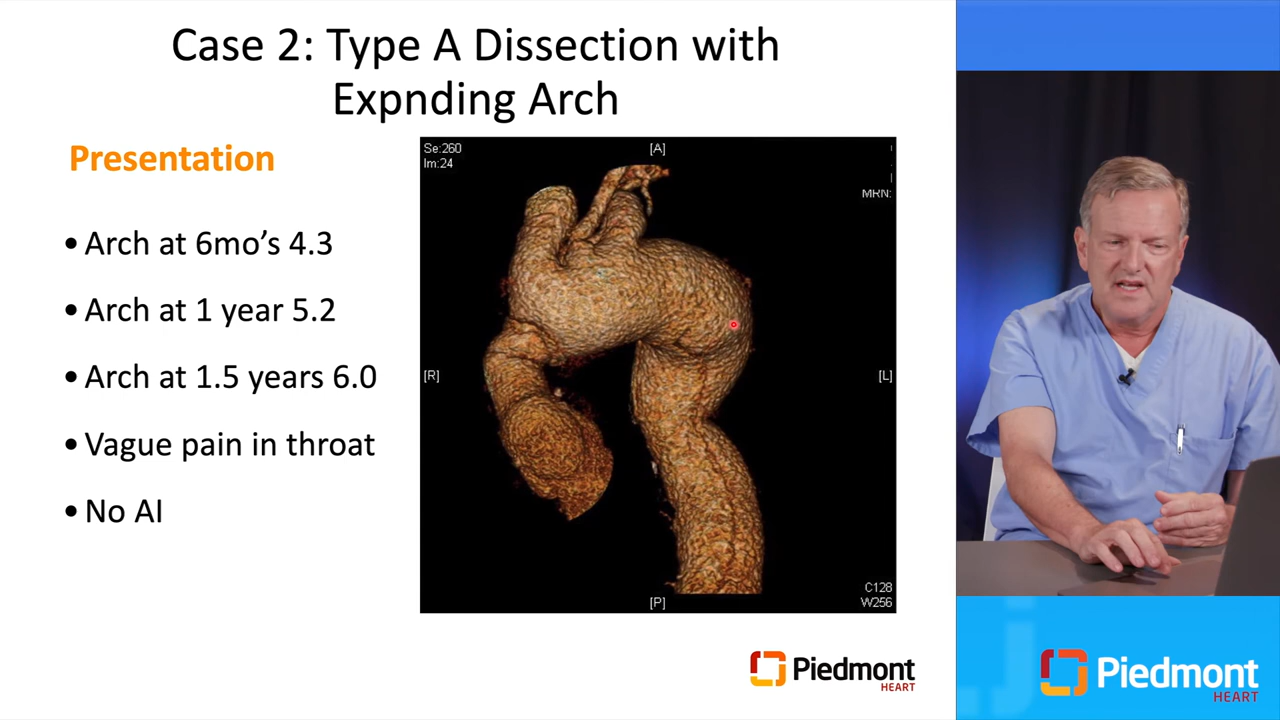 Case 2: Type A Dissection with
Expnding Arch
Presentation
• Arch at 6mo’s 4.3
• Arch at 1 year 5.2
• Arch at 1.5 years 6.0
• Vague pain in throat
• No AI
Se:260
Im:24
[A]
MRN:
[R]
[L]
[P]
C128
W256
Piedmont
HEART
Piedmont
HEART